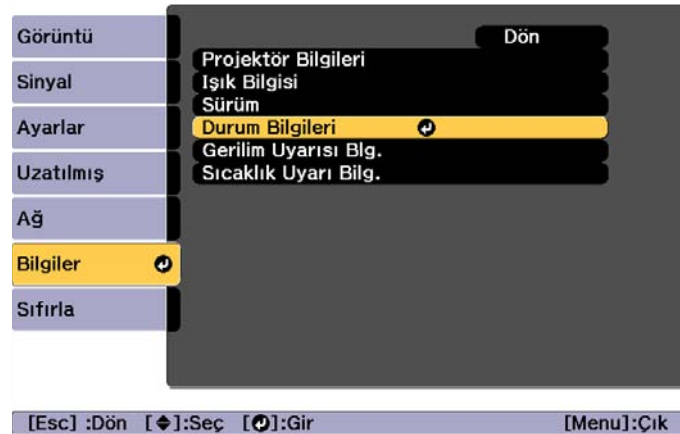 Görüntü
Sinyal
Ayarlar
Uzatılmış
Ağ
Bilgiler
Sıfırla
Dön
Projektör Bilgileri
Işık Bilgisi
Sürüm
Durum Bilgileri
Gerilim Uyarısı Blg.
Sıcaklık Uyarı Bilg.
[Esc] :Dön [◆]:Seç [↵]:Gir [Menu]:Çık